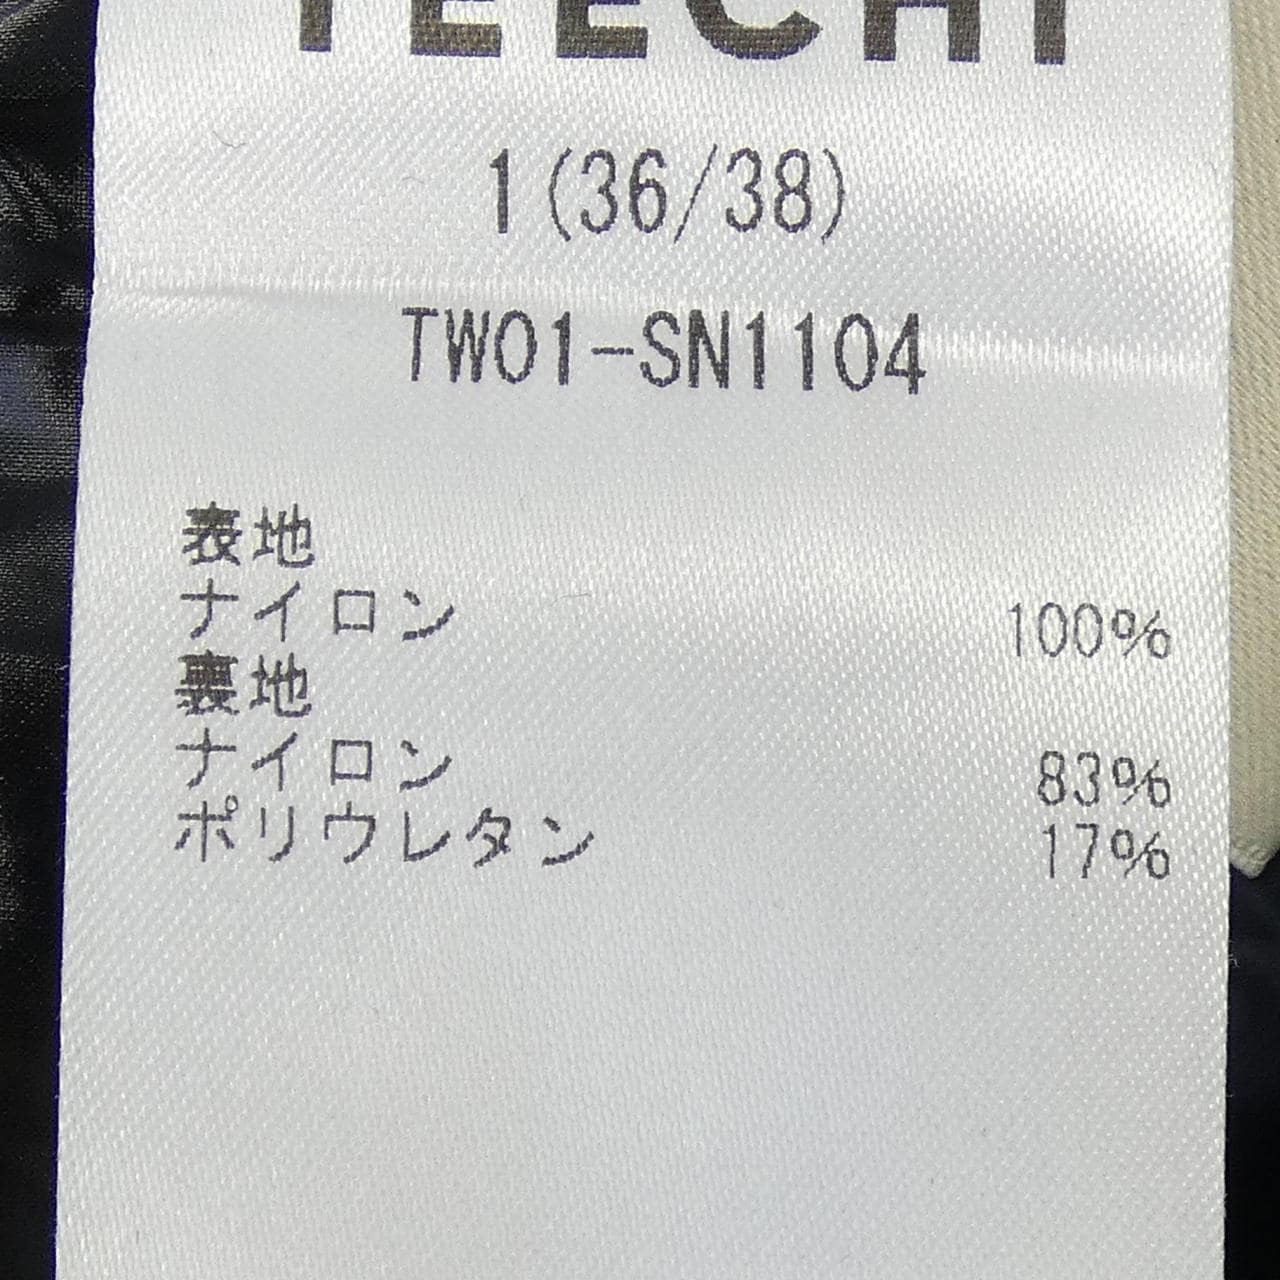 1(36/38)
TW01-SN1104
表地
ナイロン 100%
裏地
ナイロン 83%
ポリウレタン 17%